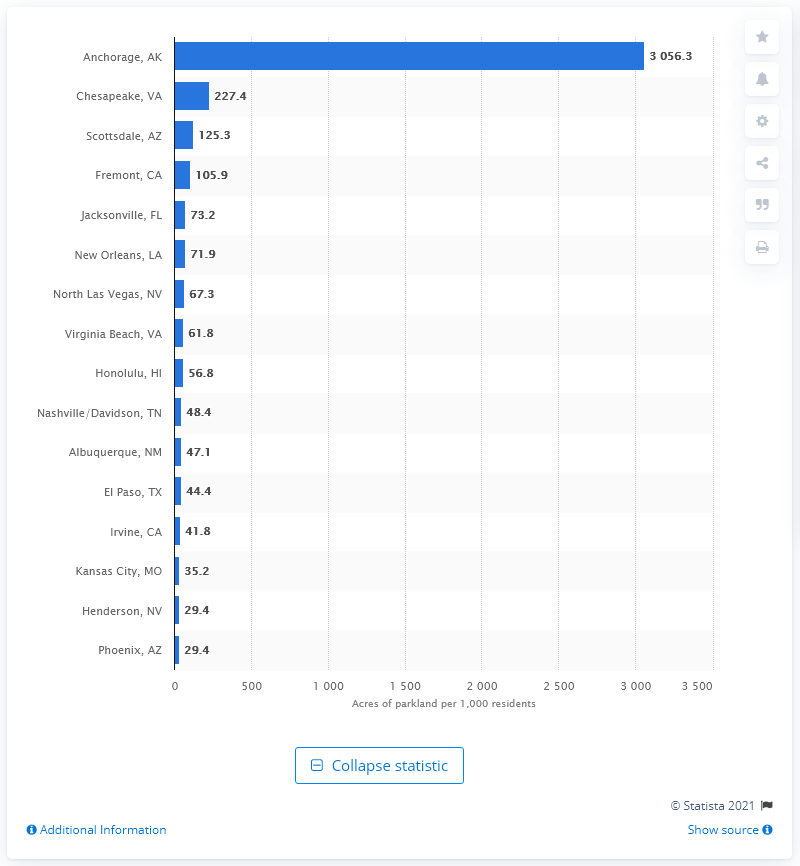 Anchorage, AK 3 056.3
Chesapeake, VA 227.4
Scottsdale, AZ 125.3
Fremont, CA 105.9
Jacksonville, FL 73.2
New Orleans, LA 71.9
North Las Vegas, NV 67.3
Virginia Beach, VA 61.8
Honolulu, HI 56.8
Nashville/Davidson, TN 48.4
Albuquerque, NM 47.1
El Paso, TX 44.4
Irvine, CA 41.8
Kansas City, MO 35.2
Henderson, NV 29.4
Phoenix, AZ 29.4
0 500 1 000 1 500 2 000 2 500 3 000 3 500
Acres of parkland per 1,000 residents
Collapse statistic
© Statista 2021
Additional Information Show source